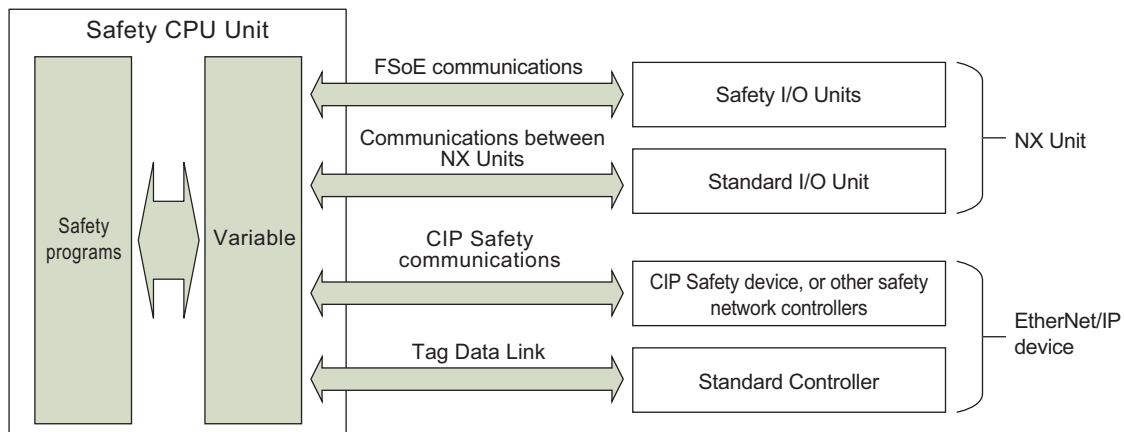 Safety CPU Unit
Safety
programs
Variable
FSoE communications
Communications between
NX Units
CIP Safety
communications
Tag Data Link
Safety I/O Units
Standard I/O Unit
CIP Safety device, or other safety
network controllers
Standard Controller
NX Unit
EtherNet/IP
device